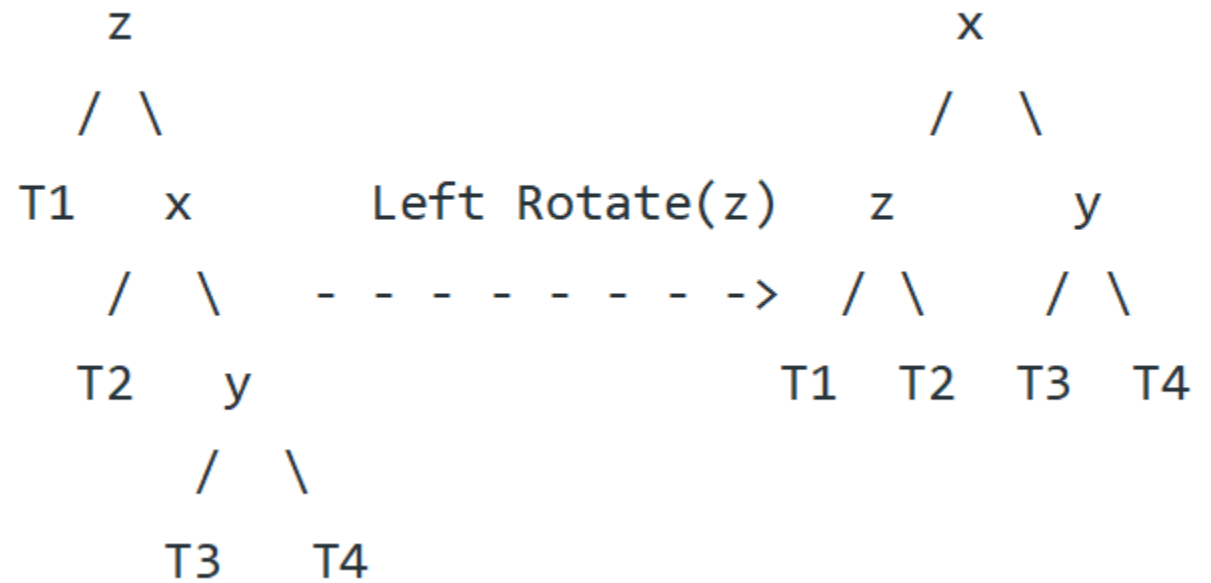 z                            x
/ \                         /  \
T1   x      Left Rotate(z)   z      y
/  \   - - - - - - - ->  / \    / \
T2   y                  T1  T2  T3  T4
/  \
T3   T4